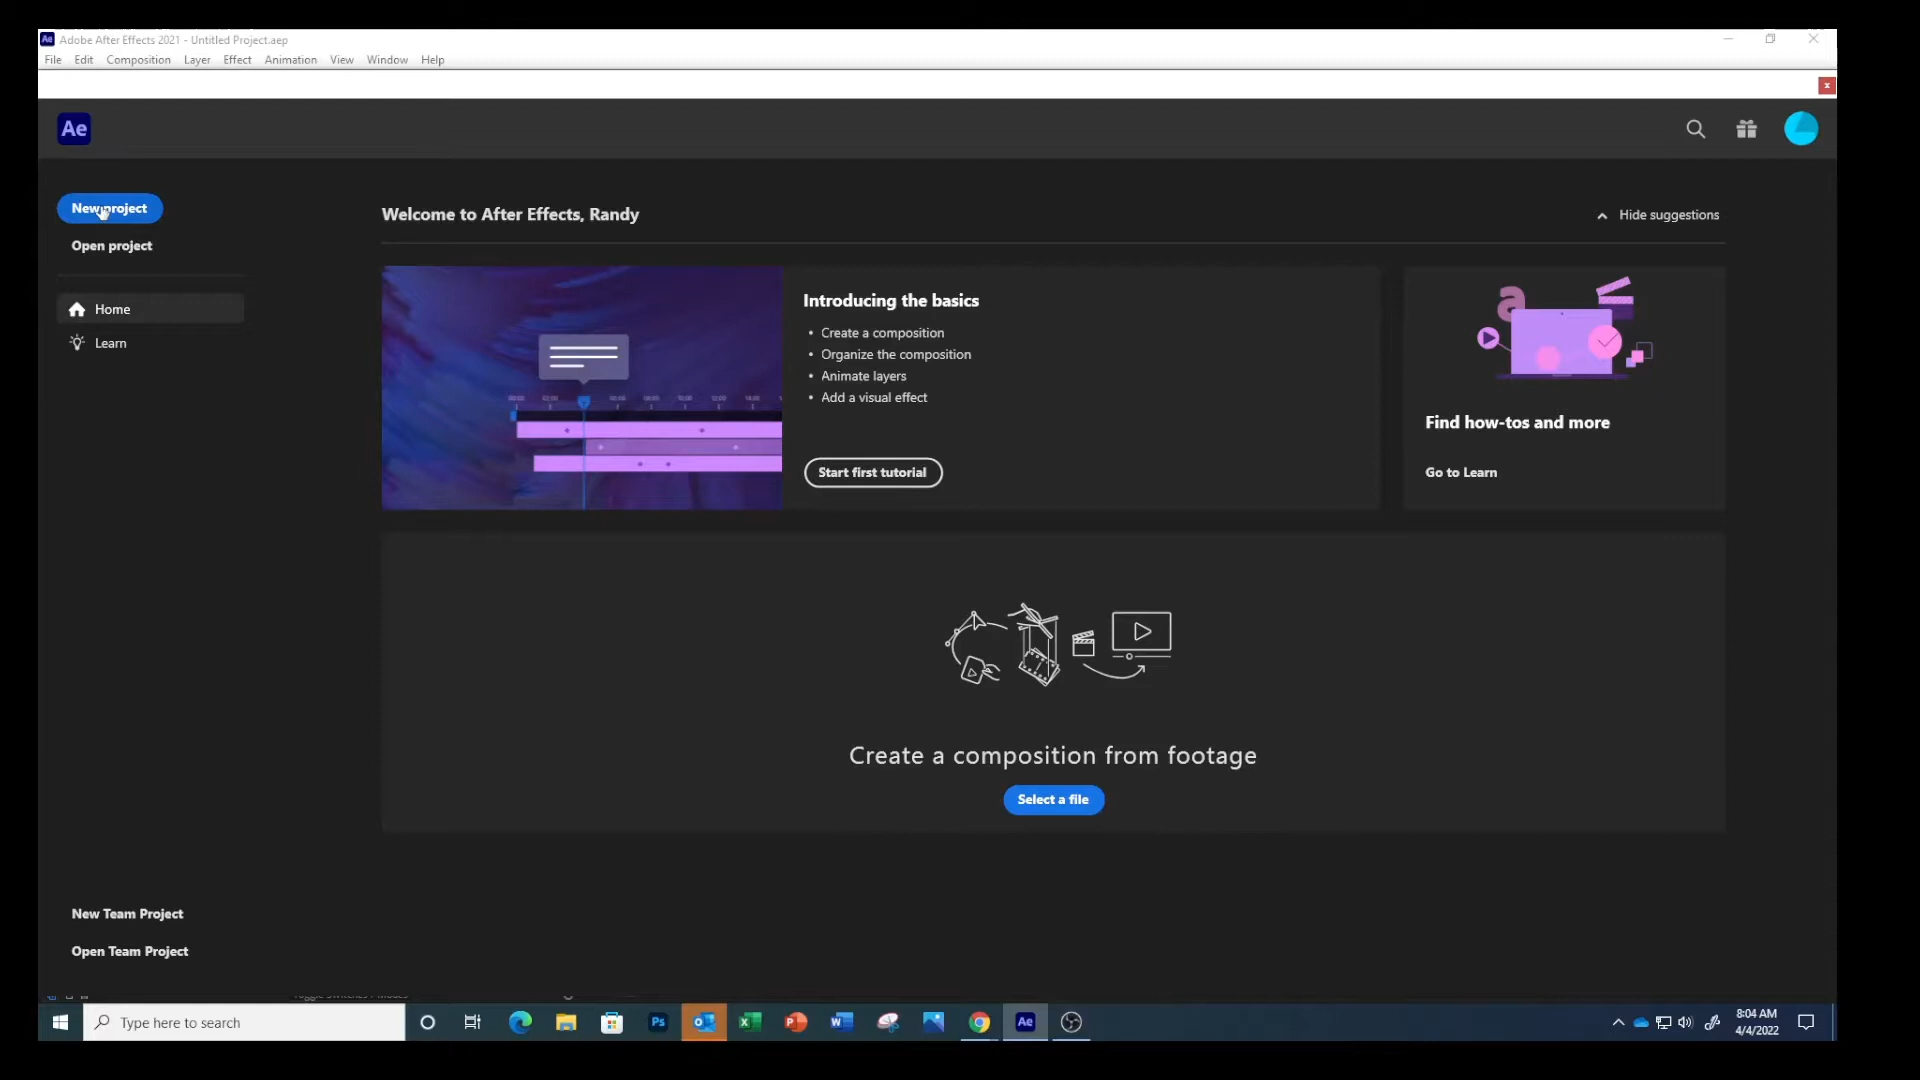 Ae Adobe After Effects 2021 - Untitled Project.aep
File Edit Composition Layer Effect Animation View Window Help
x
Ae
New project
Open project
Home
Learn
Welcome to After Effects, Randy
Hide suggestions
Introducing the basics
• Create a composition
• Organize the composition
• Animate layers
• Add a visual effect
Start first tutorial
a
Find how-tos and more
Go to Learn
Create a composition from footage
Select a file
New Team Project
Open Team Project
Type here to search
Ps
Ae
8:04 AM
4/4/2022